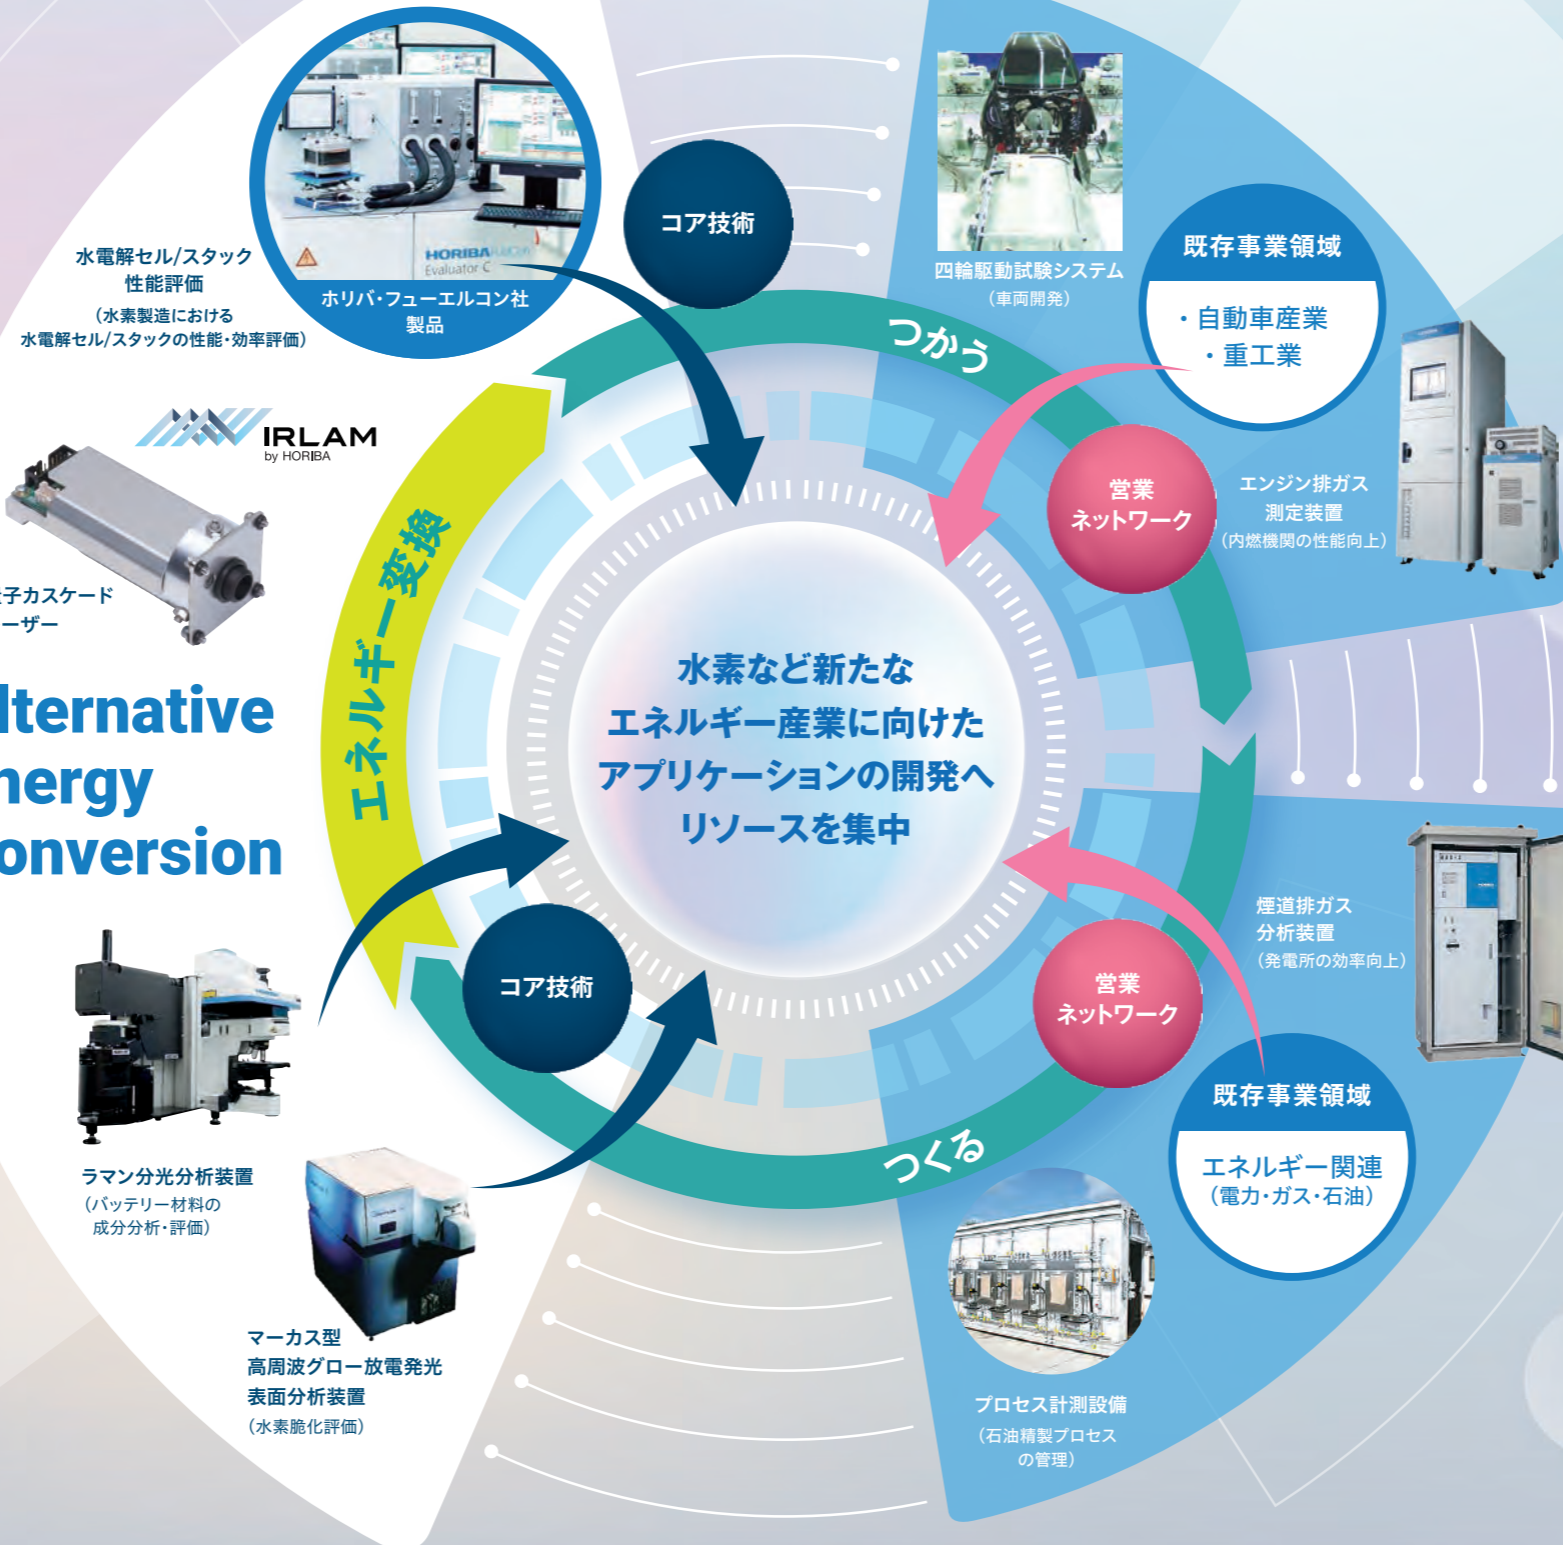 水電解セル/スタック
性能評価
（水素製造における
水電解セル/スタックの性能・効率評価）
HORIBA FUELCON
Evaluator C
ホリバ・フューエルコン社
製品
コア技術
四輪駆動試験システム
（車両開発）
既存事業領域
・自動車産業
・重工業
つかう
営業
ネットワーク
エンジン排ガス
測定装置
（内燃機関の性能向上）
IRLAM
by HORIBA
子カスケード
ーザー
エネルギー変換
lternative
nergy
onversion
水素など新たな
エネルギー産業に向けた
アプリケーションの開発へ
リソースを集中
煙道排ガス
分析装置
（発電所の効率向上）
コア技術
営業
ネットワーク
既存事業領域
エネルギー関連
（電力・ガス・石油）
つくる
ラマン分光分析装置
（バッテリー材料の
成分分析・評価）
マーカス型
高周波グロー放電発光
表面分析装置
（水素脆化評価）
プロセス計測設備
（石油精製プロセス
の管理）